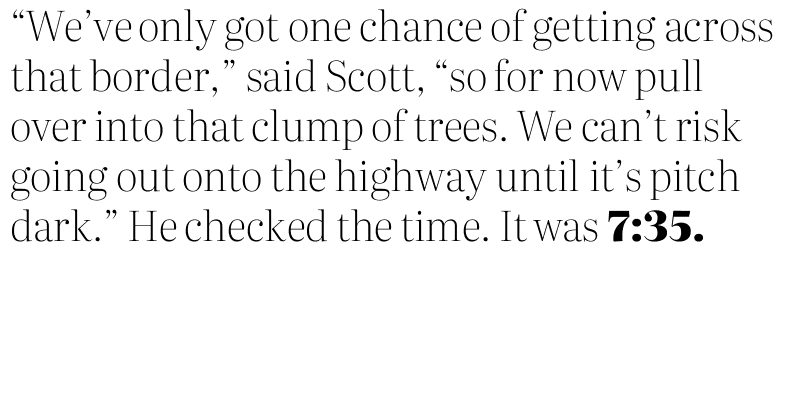 “We’ve only got one chance of getting across
that border,” said Scott, “so for now pull
over into that clump of trees. We can’t risk
going out onto the highway until it’s pitch
dark.” He checked the time. It was 7:35.